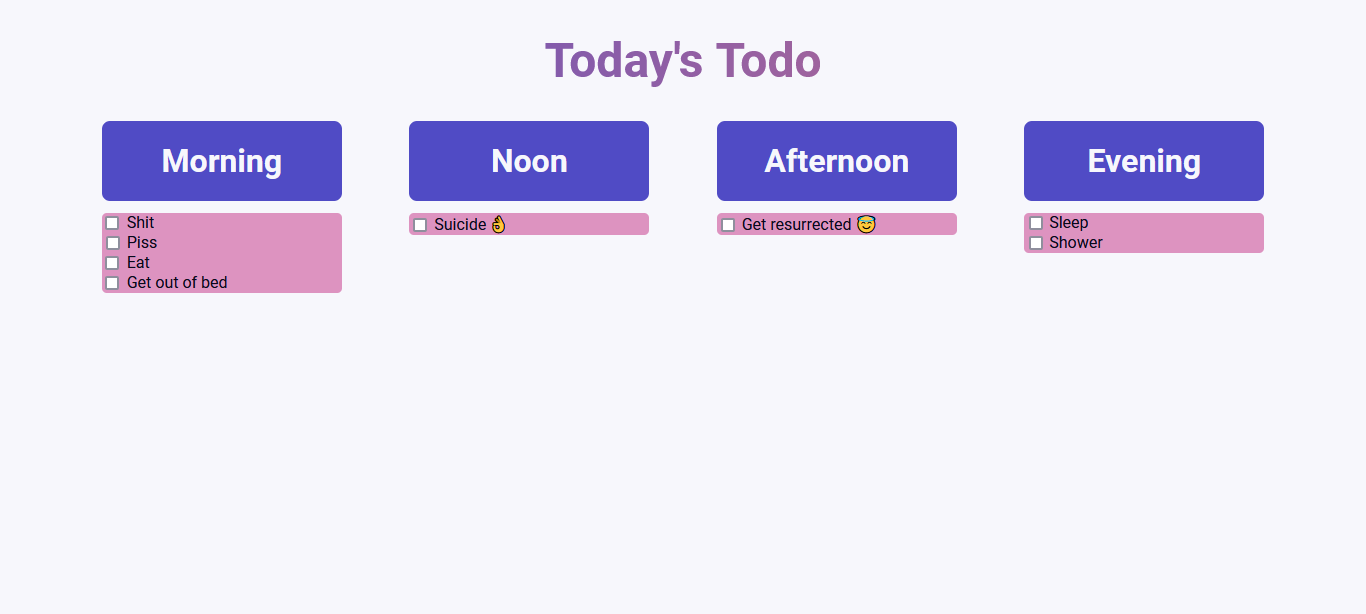 Today's Todo
Morning
Shit
Piss
Eat
Get out of bed
Noon
Suicide 👌
Afternoon
Get resurrected 😇
Evening
Sleep
Shower